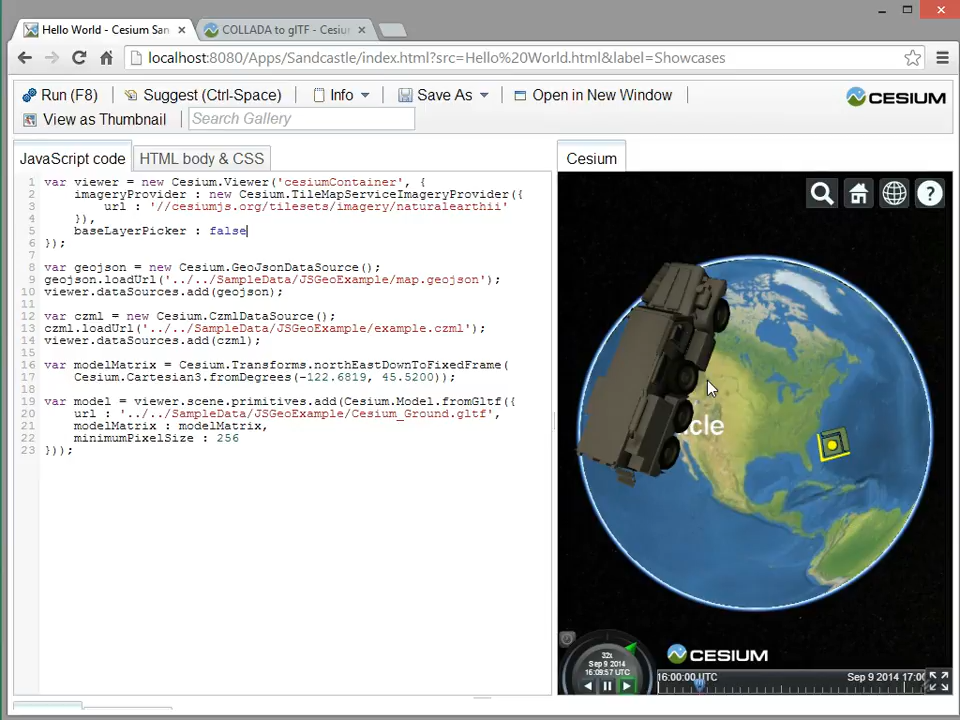 Hello World - Cesium San
COLLADA to glTF - Cesiu
localhost:8080/Apps/Sandcastle/index.html?src=Hello%20World.html&label=Showcases
Run (F8)
Suggest (Ctrl-Space)
Info
Save As
Open in New Window
CESIUM
View as Thumbnail
Search Gallery
JavaScript code
HTML body & CSS
Cesium
1 var viewer = new Cesium.Viewer('cesiumContainer', {
2 imageryProvider : new Cesium.TileMapServiceImageryProvider({
3 url : '//cesiumjs.org/tilesets/imagery/naturalearthii'
4 }),
5 baseLayerPicker : false
6 });
7
8 var geojson = new Cesium.GeoJsonDataSource();
9 geojson.loadUrl('../../SampleData/JSGeoExample/map.geojson');
10 viewer.dataSources.add(geojson);
11
12 var czml = new Cesium.CzmlDataSource();
13 czml.loadUrl('../../SampleData/JSGeoExample/example.czml');
14 viewer.dataSources.add(czml);
15
16 var modelMatrix = Cesium.Transforms.northEastDownToFixedFrame(
17 Cesium.Cartesian3.fromDegrees(-122.6819, 45.5200));
18
19 var model = viewer.scene.primitives.add(Cesium.Model.fromGltf({
20 url : '../../SampleData/JSGeoExample/Cesium_Ground.gltf',
21 modelMatrix : modelMatrix,
22 minimumPixelSize : 256
23 }));
?
cle
32x
Sep 9 2014
16:09:57 UTC
CESIUM
16:00:00 UTC
Sep 9 2014 17:00